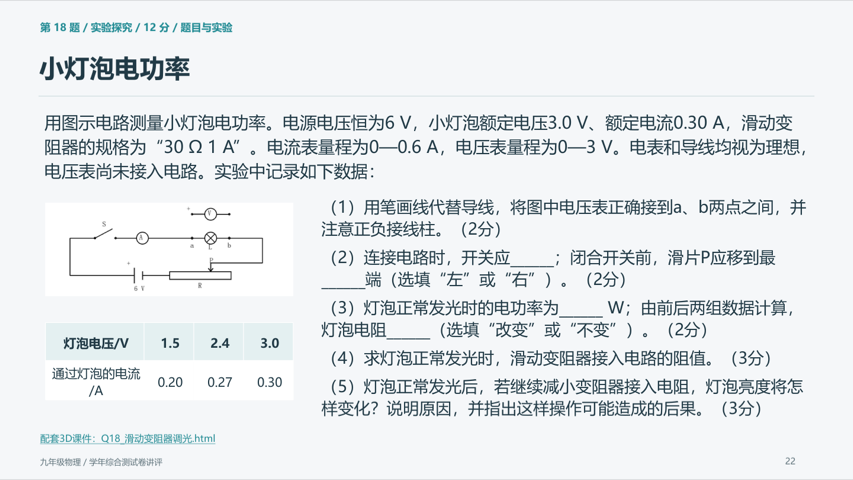 第 18 题 / 实验探究 / 12 分 / 题目与实验
小灯泡电功率
用图示电路测量小灯泡电功率。电源电压恒为6 V，小灯泡额定电压3.0 V、额定电流0.30 A，滑动变
阻器的规格为“30 Ω 1 A”。电流表量程为0—0.6 A，电压表量程为0—3 V。电表和导线均视为理想，
电压表尚未接入电路。实验中记录如下数据：
+ V
S
A
a L b
P
+
6 V
R
灯泡电压/V 1.5 2.4 3.0
通过灯泡的电流
/A 0.20 0.27 0.30
（1）用笔画线代替导线，将图中电压表正确接到a、b两点之间，并
注意正负接线柱。（2分）
（2）连接电路时，开关应_____；闭合开关前，滑片P应移到最
_____端（选填“左”或“右”）。（2分）
（3）灯泡正常发光时的电功率为_____ W；由前后两组数据计算，
灯泡电阻_____（选填“改变”或“不变”）。（2分）
（4）求灯泡正常发光时，滑动变阻器接入电路的阻值。（3分）
（5）灯泡正常发光后，若继续减小变阻器接入电阻，灯泡亮度将怎
样变化？说明原因，并指出这样操作可能造成的后果。（3分）
配套3D课件：Q18_滑动变阻器调光.html
九年级物理 / 学年综合测试卷讲评
22